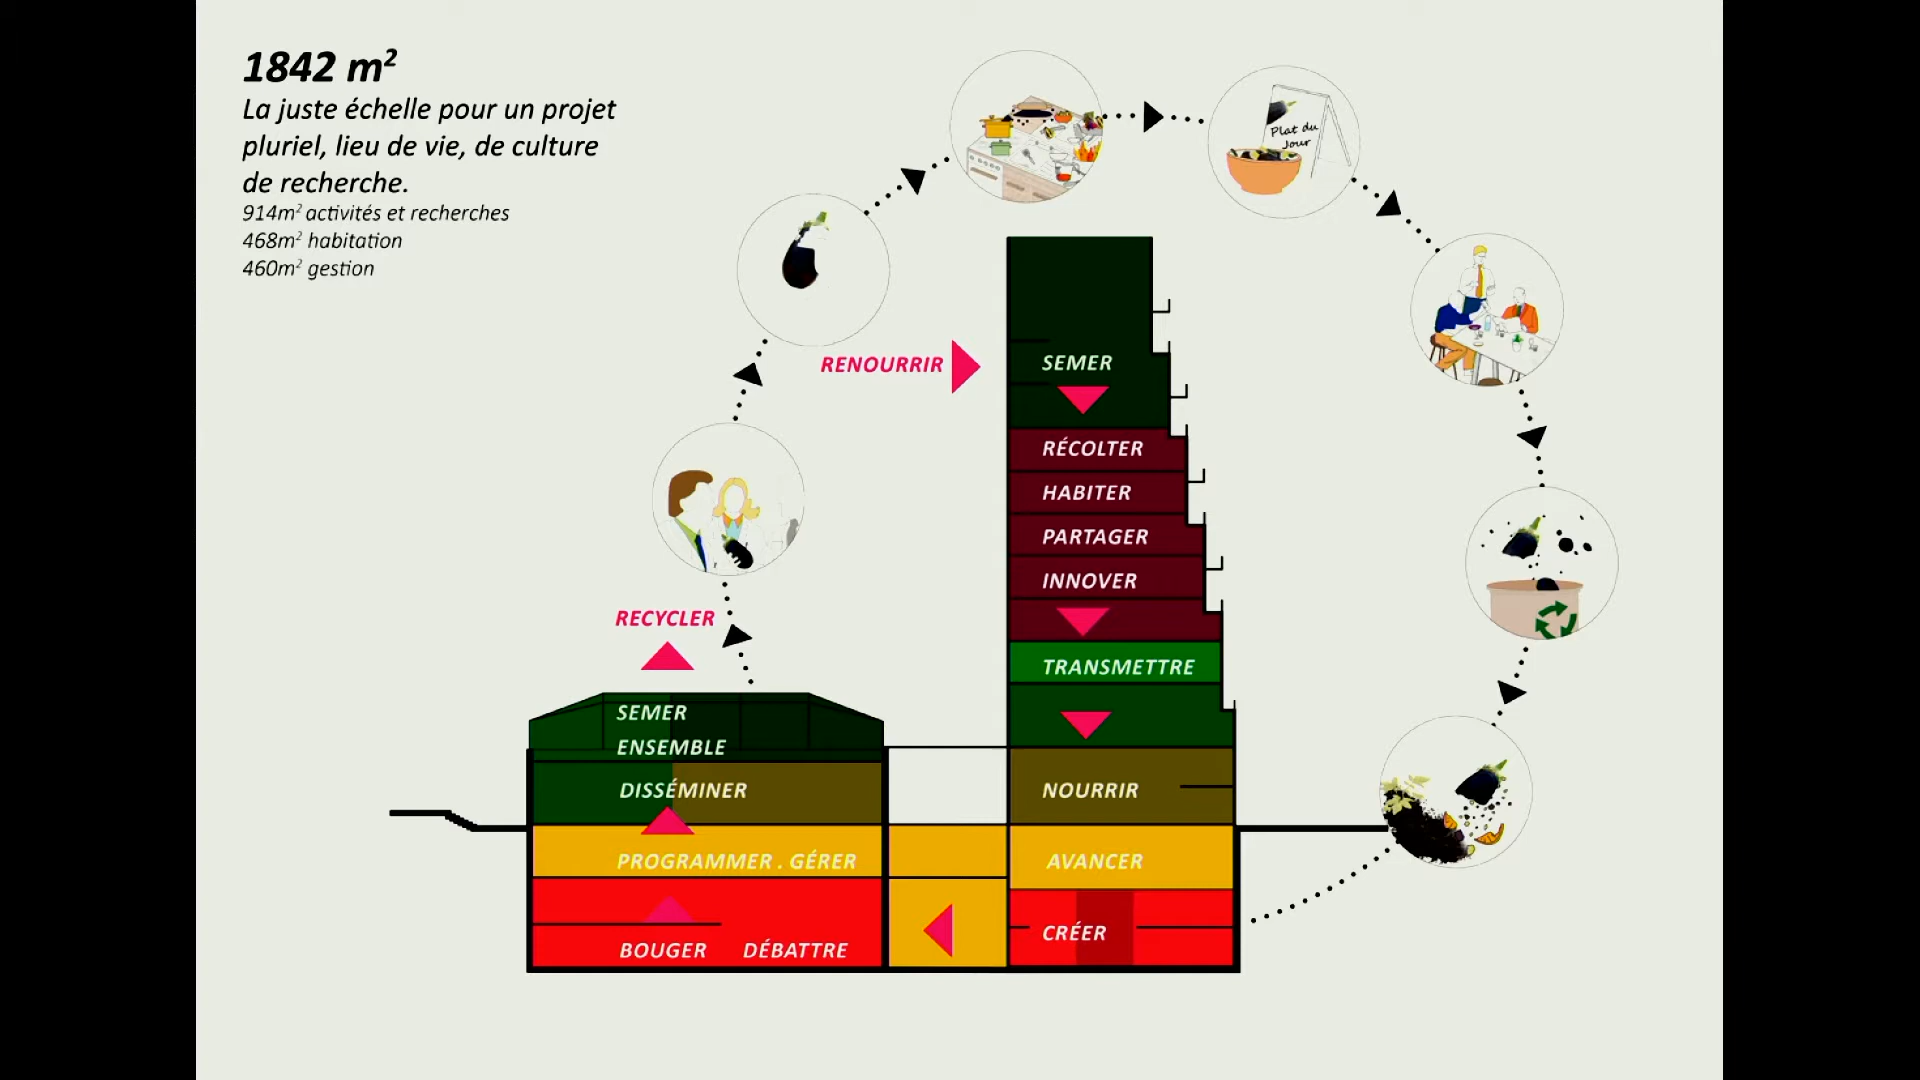 1842 m²
La juste échelle pour un projet
pluriel, lieu de vie, de culture
de recherche.
914m² activités et recherches
468m² habitation
460m² gestion
Plat du
Jour
RENOURRIR
SEMER
RÉCOLTER
HABITER
PARTAGER
INNOVER
RECYCLER
TRANSMETTRE
SEMER
ENSEMBLE
DISSÉMINER
NOURRIR
PROGRAMMER . GÉRER
AVANCER
CRÉER
BOUGER DÉBATTRE